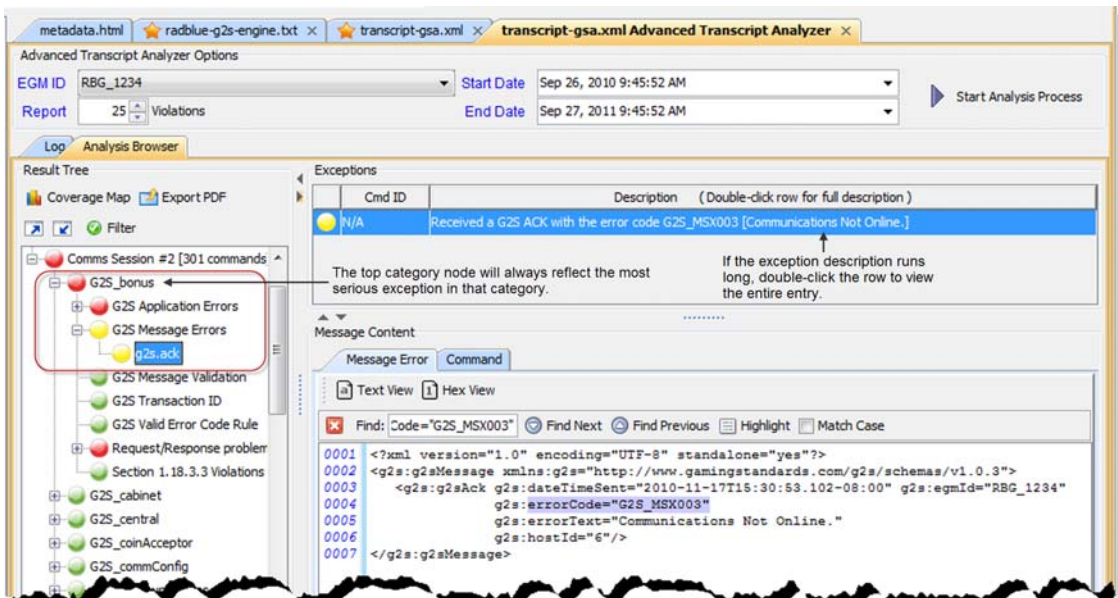 metadata.html radblue-g2s-engine.txt transcript-gsa.xml transcript-gsa.xml Advanced Transcript Analyzer
Advanced Transcript Analyzer Options
EGM ID RBG_1234 Start Date Sep 26, 2010 9:45:52 AM
Start Analysis Process
Report 25 Violations End Date Sep 27, 2011 9:45:52 AM
Log Analysis Browser
Result Tree
Coverage Map Export PDF
Filter
Comms Session #2 [301 commands
G2S_bonus
G2S Application Errors
G2S Message Errors
g2s.ack
G2S Message Validation
G2S Transaction ID
G2S Valid Error Code Rule
Request/Response problem
Section 1.18.3.3 Violations
G2S_cabinet
G2S_central
G2S_coinAcceptor
G2S_commConfig
Exceptions
Cmd ID Description ( Double-click row for full description )
N/A Received a G2S ACK with the error code G2S_MSX003 [Communications Not Online.]
The top category node will always reflect the most
serious exception in that category.
If the exception description runs
long, double-click the row to view
the entire entry.
Message Content
Message Error Command
a Text View 1 Hex View
Find: Code="G2S_MSX003" Find Next Find Previous Highlight Match Case
0001 <?xml version="1.0" encoding="UTF-8" standalone="yes"?>
0002 <g2s:g2sMessage xmlns:g2s="http://www.gamingstandards.com/g2s/schemas/v1.0.3">
0003 <g2s:g2sAck g2s:dateTimeSent="2010-11-17T15:30:53.102-08:00" g2s:egmId="RBG_1234"
0004 g2s:errorCode="G2S_MSX003"
0005 g2s:errorText="Communications Not Online."
0006 g2s:hostId="6"/>
0007 </g2s:g2sMessage>